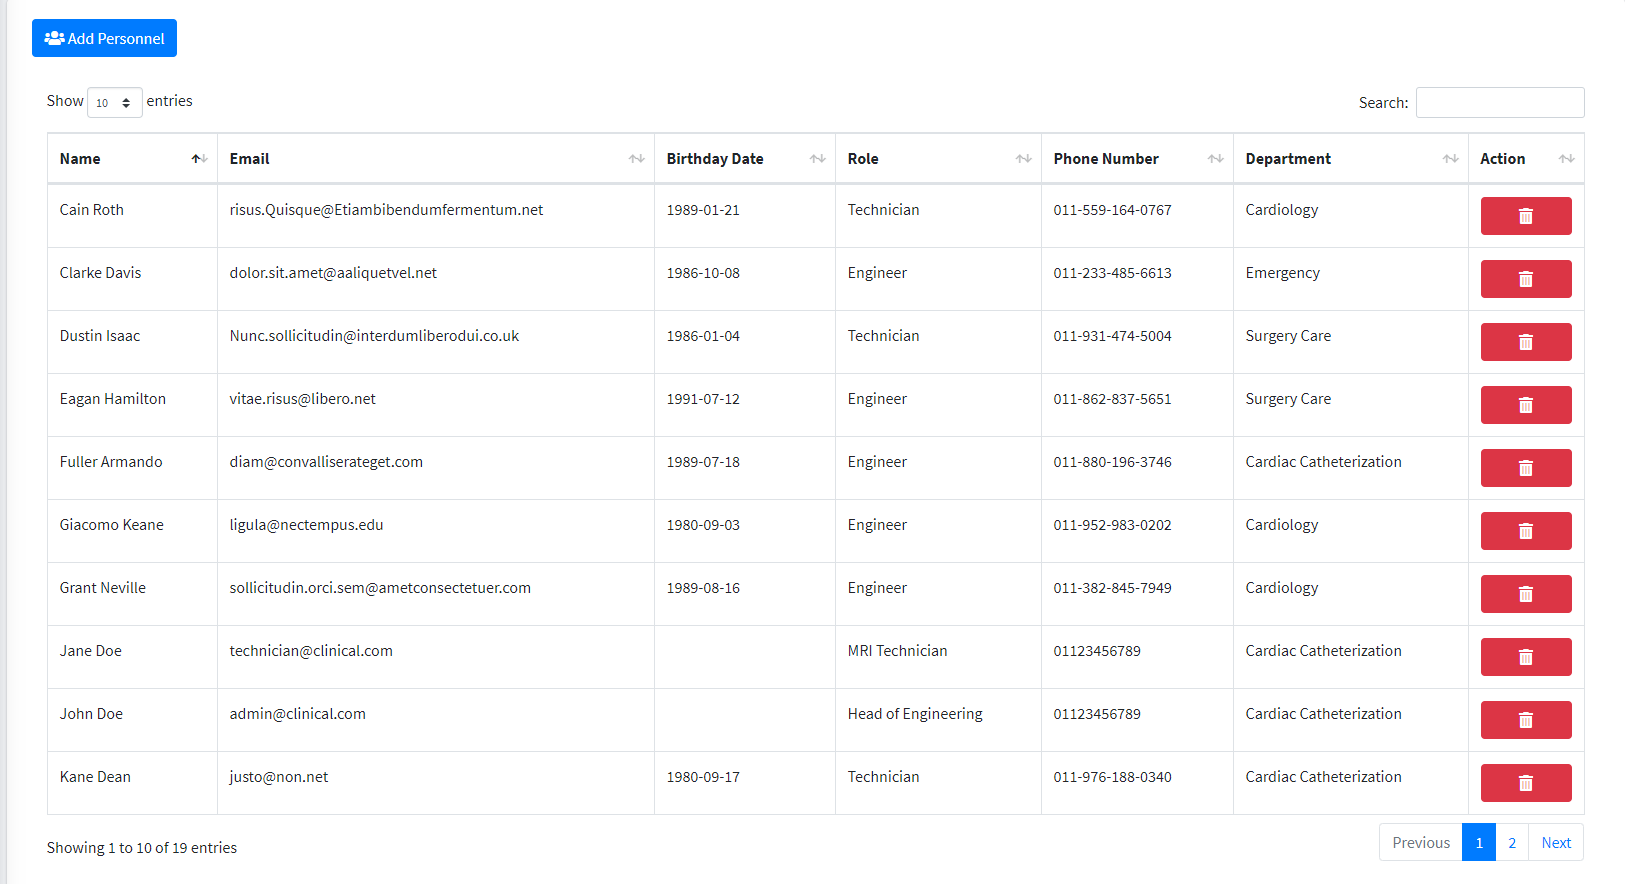 Add Personnel
Show 10 entries
Search:
Name Email Birthday Date Role Phone Number Department Action
Cain Roth risus.Quisque@Etiambibendumfermentum.net 1989-01-21 Technician 011-559-164-0767 Cardiology
Clarke Davis dolor.sit.amet@aaliquetvel.net 1986-10-08 Engineer 011-233-485-6613 Emergency
Dustin Isaac Nunc.sollicitudin@interdumliberodui.co.uk 1986-01-04 Technician 011-931-474-5004 Surgery Care
Eagan Hamilton vitae.risus@libero.net 1991-07-12 Engineer 011-862-837-5651 Surgery Care
Fuller Armando diam@convalliserateget.com 1989-07-18 Engineer 011-880-196-3746 Cardiac Catheterization
Giacomo Keane ligula@nectempus.edu 1980-09-03 Engineer 011-952-983-0202 Cardiology
Grant Neville sollicitudin.orci.sem@ametconsectetuer.com 1989-08-16 Engineer 011-382-845-7949 Cardiology
Jane Doe technician@clinical.com MRI Technician 01123456789 Cardiac Catheterization
John Doe admin@clinical.com Head of Engineering 01123456789 Cardiac Catheterization
Kane Dean justo@non.net 1980-09-17 Technician 011-976-188-0340 Cardiac Catheterization
Showing 1 to 10 of 19 entries
Previous 1 2 Next